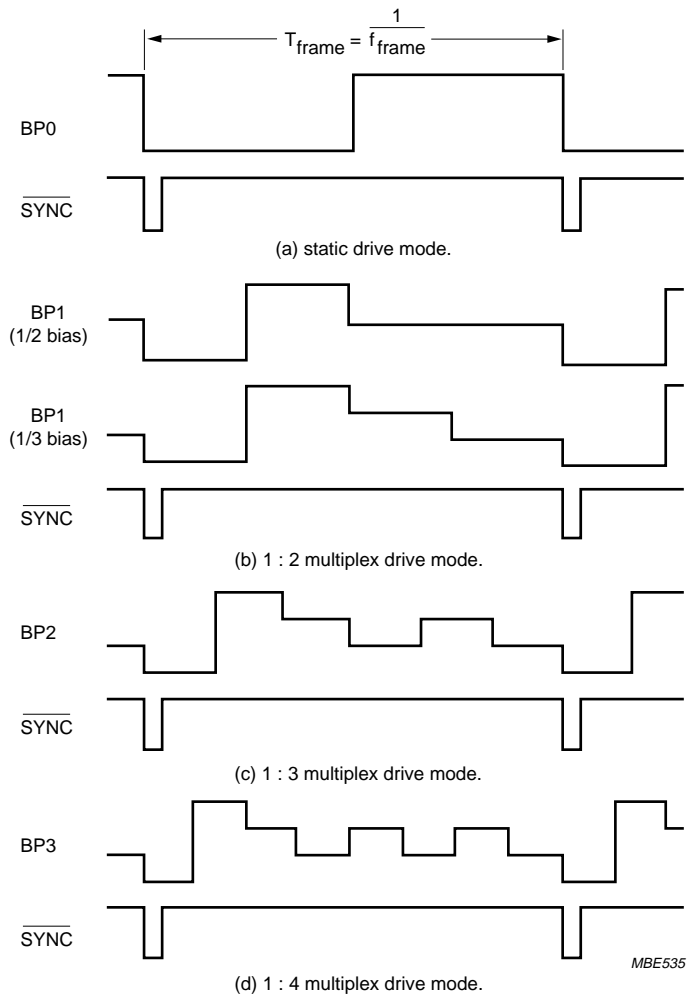 T_frame = 1 / f_frame
BP0
SYNC
(a) static drive mode.
BP1
(1/2 bias)
BP1
(1/3 bias)
SYNC
(b) 1 : 2 multiplex drive mode.
BP2
SYNC
(c) 1 : 3 multiplex drive mode.
BP3
SYNC
MBE535
(d) 1 : 4 multiplex drive mode.